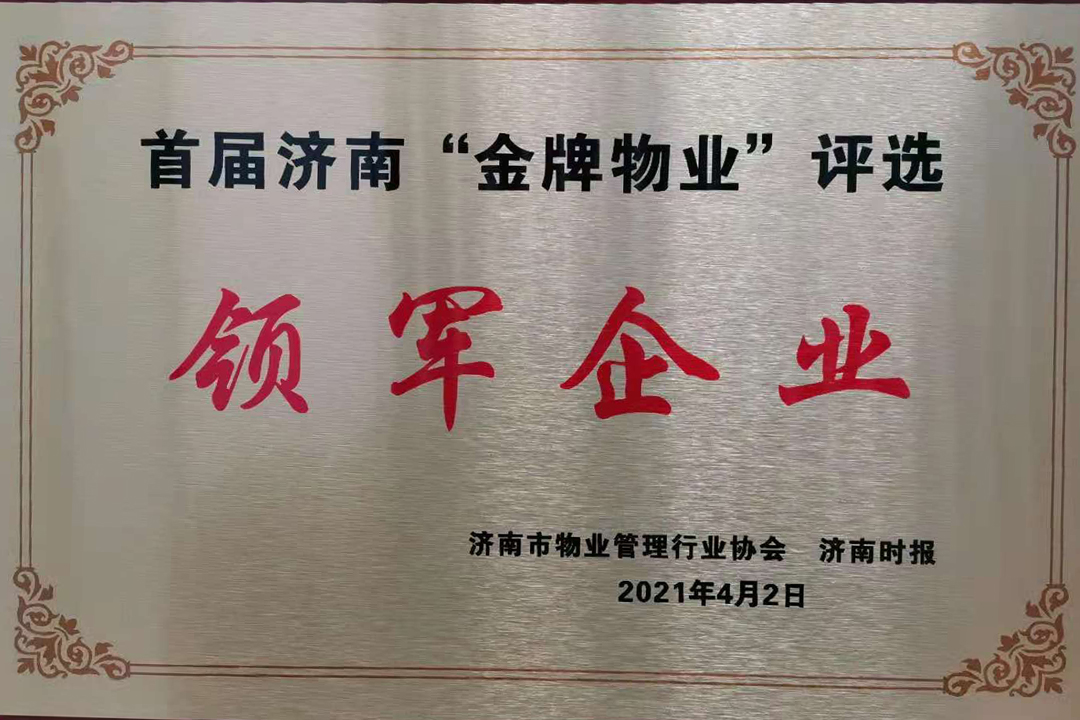 首届济南“金牌物业”评选
领军企业
济南市物业管理行业协会 济南时报
2021年4月2日